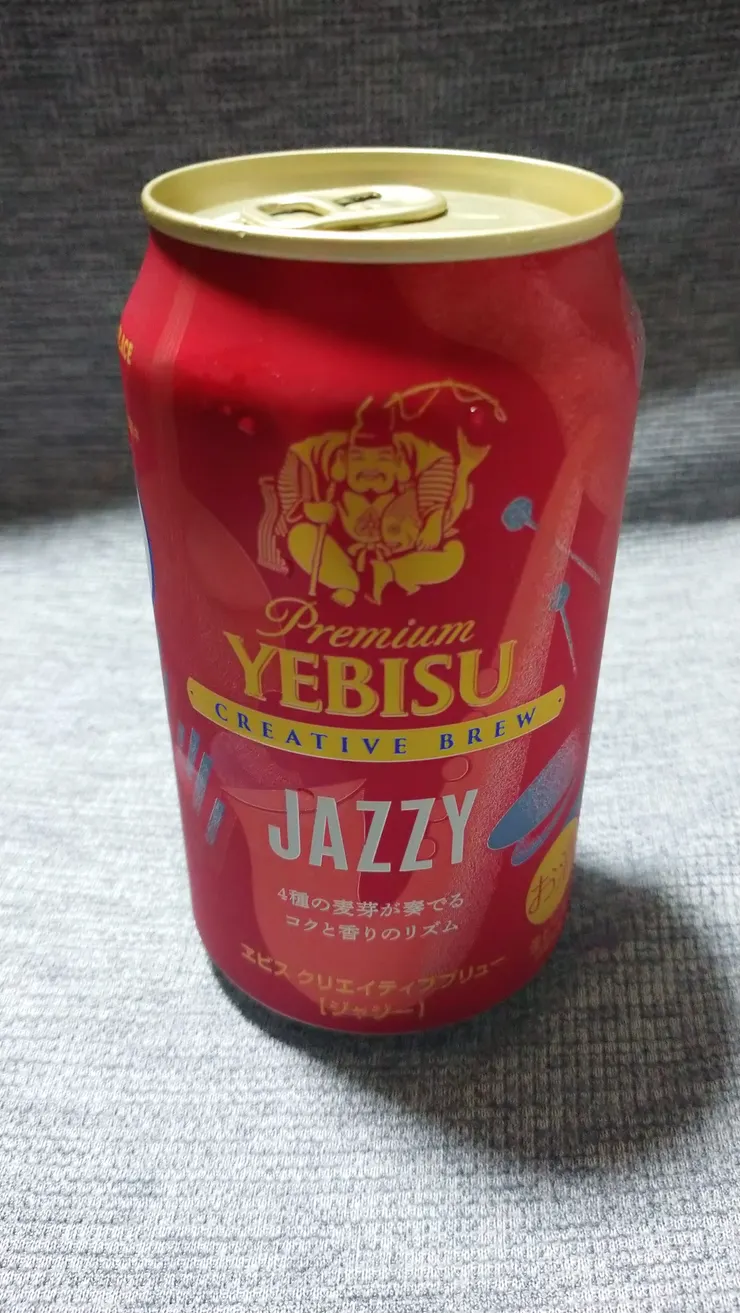 Premium
YEBISU
CREATIVE BREW
JAZZY
4種の麦芽が奏でる
コクと香りのリズム
ヱビス クリエイティブブリュー
[ジャジー]